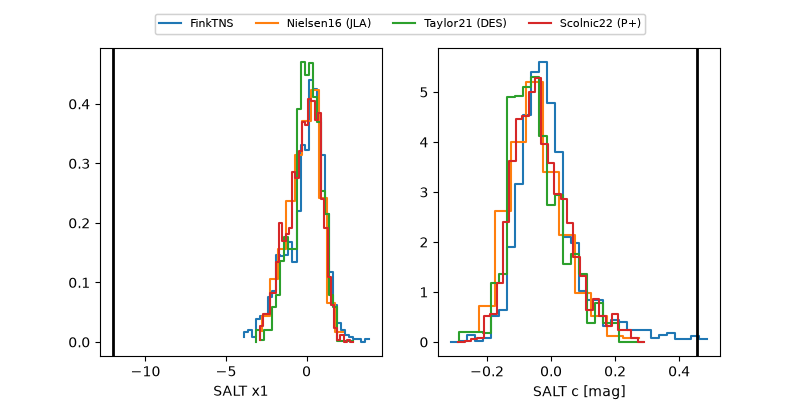 FinkTNS Nielsen16 (JLA) Taylor21 (DES) Scolnic22 (P+)
0.4
0.3
0.2
0.1
0.0
−10 −5 0
SALT x1
5
4
3
2
1
0
−0.2 0.0 0.2 0.4
SALT c [mag]